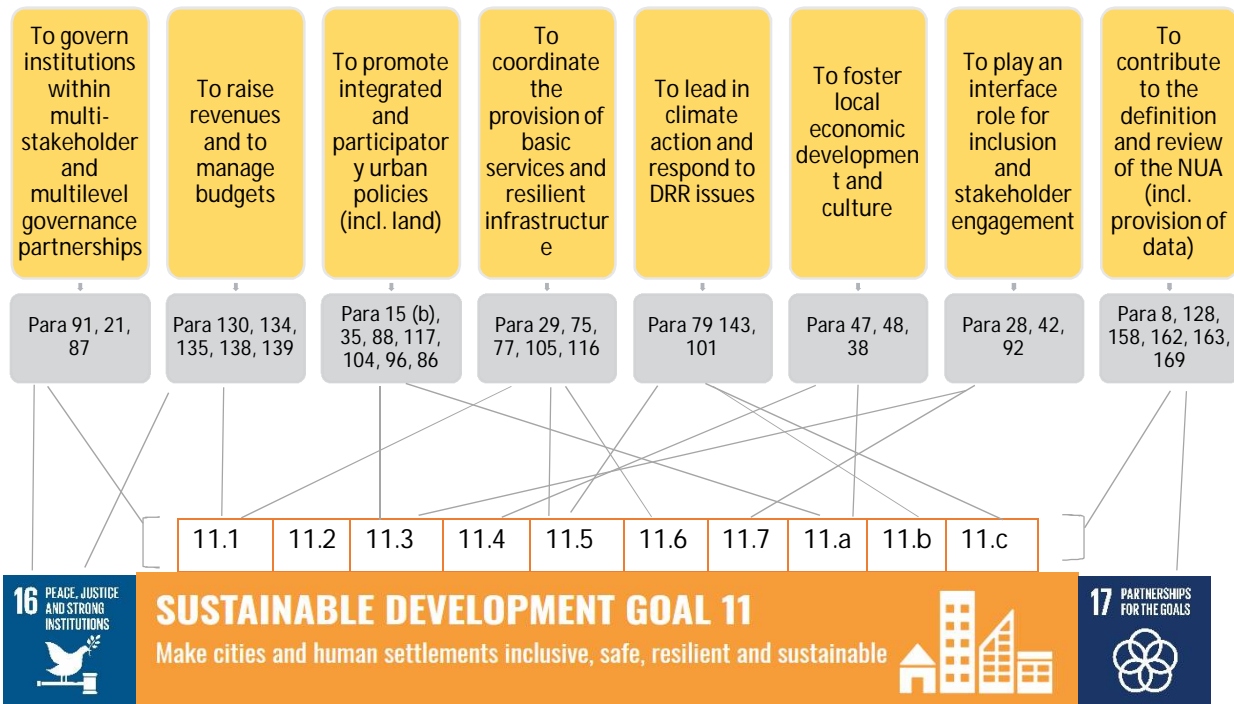 To govern
institutions
within
multi-
stakeholder
and
multilevel
governance
partnerships
To raise
revenues
and to
manage
budgets
To promote
integrated
and
participator
y urban
policies
(incl. land)
To
coordinate
the
provision of
basic
services and
resilient
infrastructur
e
To lead in
climate
action and
respond to
DRR issues
To foster
local
economic
developmen
t and
culture
To play an
interface
role for
inclusion
and
stakeholder
engagement
To
contribute
to the
definition
and review
of the NUA
(incl.
provision of
data)
Para 91, 21,
87
Para 130, 134,
135, 138, 139
Para 15 (b),
35, 88, 117,
104, 96, 86
Para 29, 75,
77, 105, 116
Para 79 143,
101
Para 47, 48,
38
Para 28, 42,
92
Para 8, 128,
158, 162, 163,
169
11.1 11.2 11.3 11.4 11.5 11.6 11.7 11.a 11.b 11.c
16 PEACE, JUSTICE
AND STRONG
INSTITUTIONS
SUSTAINABLE DEVELOPMENT GOAL 11
Make cities and human settlements inclusive, safe, resilient and sustainable
17 PARTNERSHIPS
FOR THE GOALS